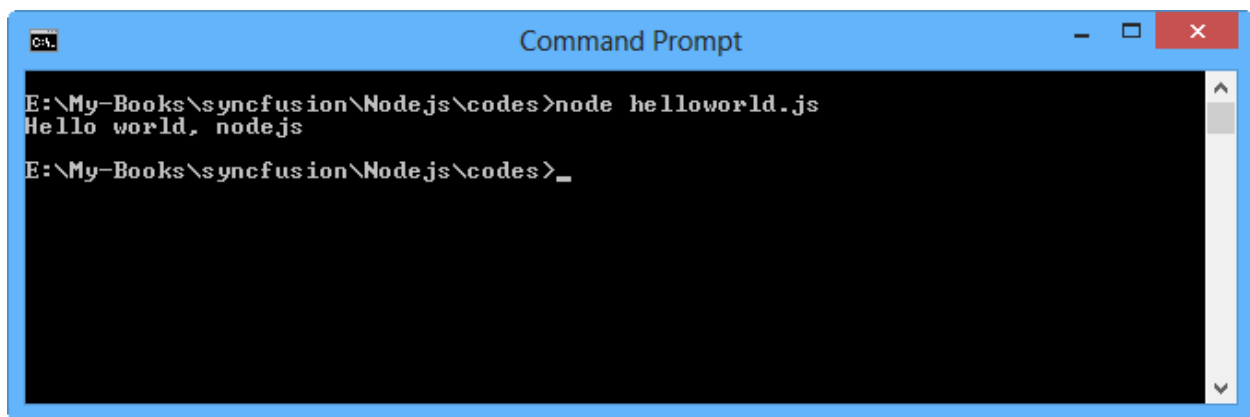 C:\.
Command Prompt
E:\My-Books\syncfusion\Nodejs\codes>node helloworld.js
Hello world, nodejs
E:\My-Books\syncfusion\Nodejs\codes>_